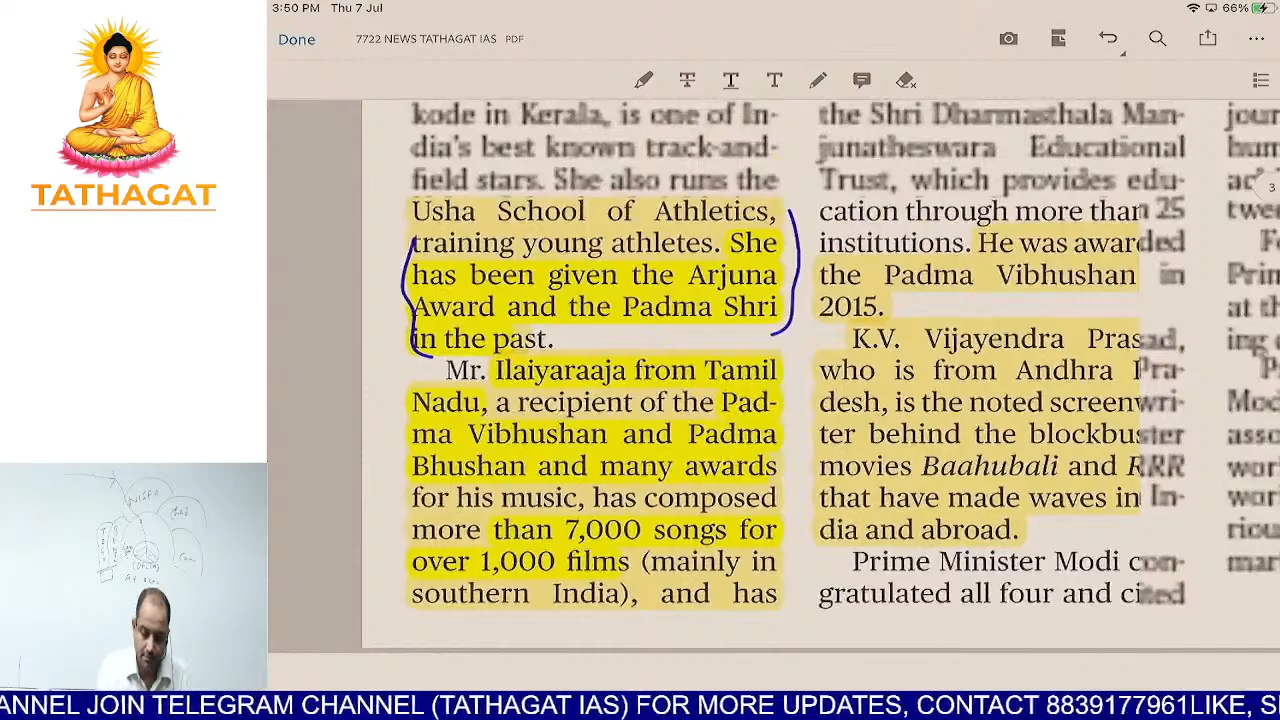 3:50 PM Thu 7 Jul
66%
Done
7722 NEWS TATHAGAT IAS PDF
TATHAGAT
kode in Kerala, is one of In-
dia's best known track-and-
field stars. She also runs the
Usha School of Athletics,
training young athletes. She
has been given the Arjuna
Award and the Padma Shri
in the past.
Mr. Ilaiyaraaja from Tamil
Nadu, a recipient of the Pad-
ma Vibhushan and Padma
Bhushan and many awards
for his music, has composed
more than 7,000 songs for
over 1,000 films (mainly in
southern India), and has
the Shri Dharmasthala Man-
junatheswara Educational
Trust, which provides edu-
cation through more than 25
institutions. He was awarded
the Padma Vibhushan in
2015.
K.V. Vijayendra Prasad,
who is from Andhra Pra-
desh, is the noted screenwri-
ter behind the blockbuster
movies Baahubali and RRR
that have made waves in In-
dia and abroad.
Prime Minister Modi con-
gratulated all four and cited
3
ANNEL JOIN TELEGRAM CHANNEL (TATHAGAT IAS) FOR MORE UPDATES, CONTACT 8839177961LIKE, S